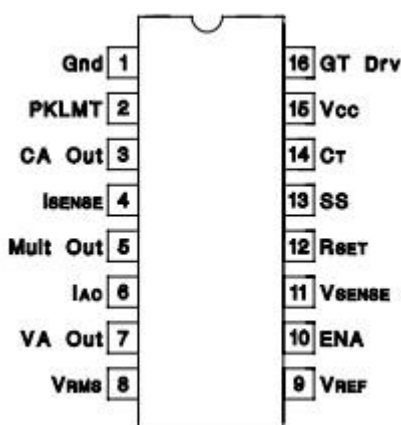 Gnd 1 16 GT Drv
PKLMT 2 15 Vcc
CA Out 3 14 CT
ISENSE 4 13 SS
Mult Out 5 12 RSET
IAC 6 11 VSENSE
VA Out 7 10 ENA
VRMS 8 9 VREF